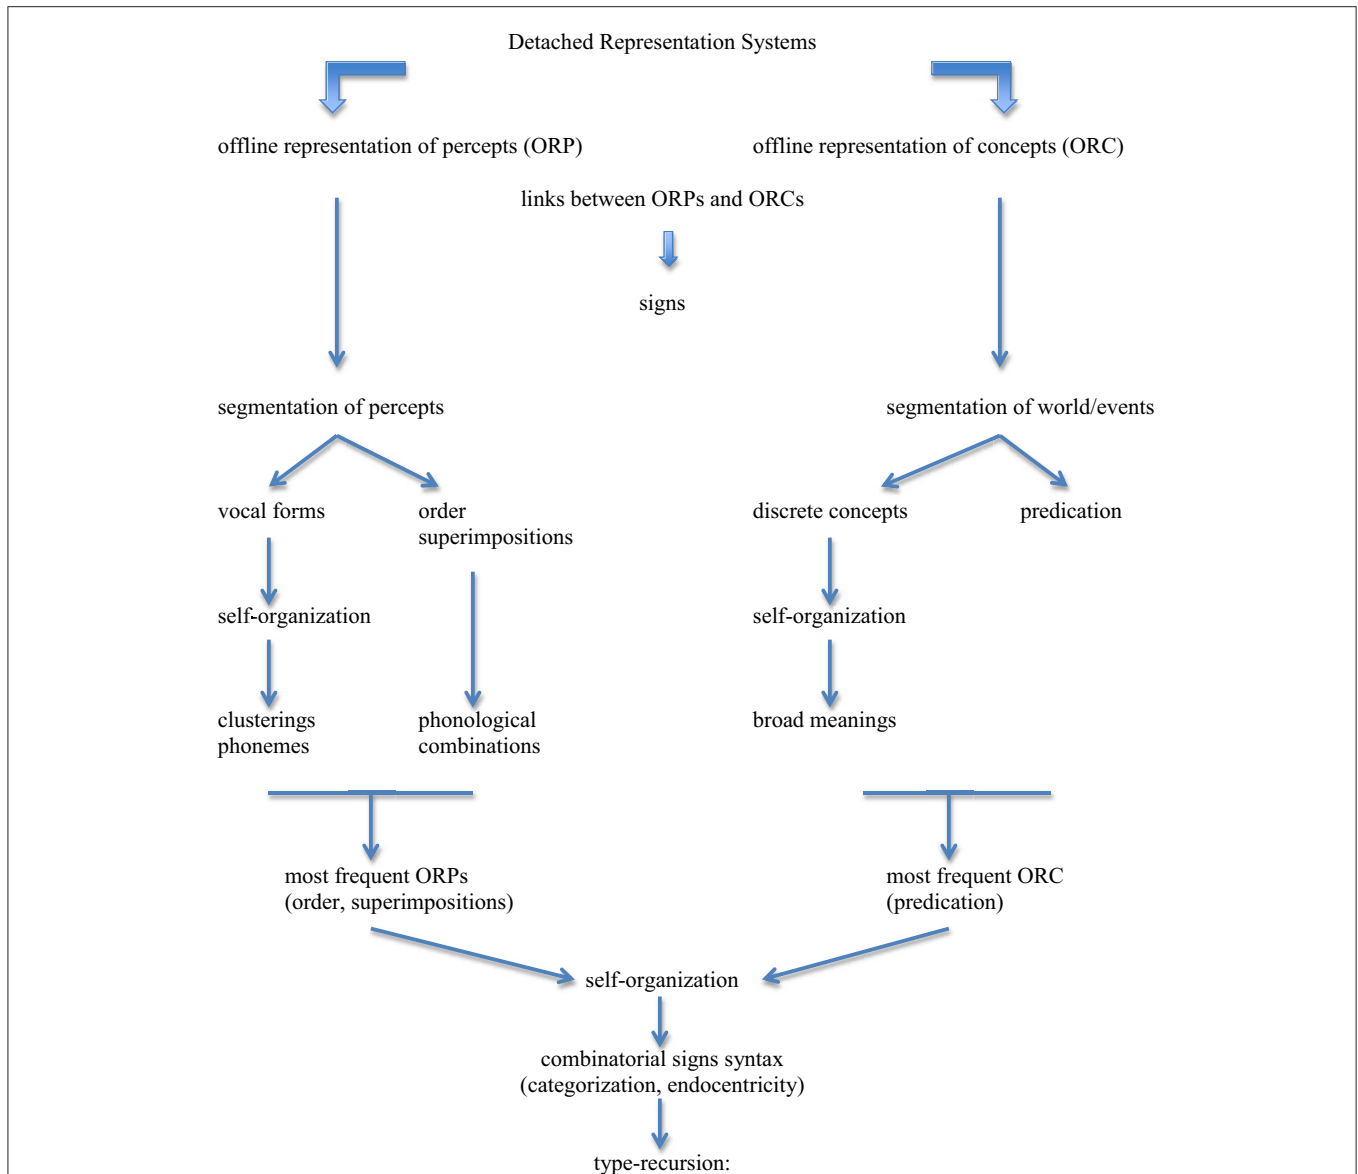 Detached Representation Systems
offline representation of percepts (ORP)
offline representation of concepts (ORC)
links between ORPs and ORCs
signs
segmentation of percepts
segmentation of world/events
vocal forms
order
superimpositions
discrete concepts
predication
self-organization
self-organization
clusterings
phonemes
phonological
combinations
broad meanings
most frequent ORPs
(order, superimpositions)
most frequent ORC
(predication)
self-organization
combinatorial signs syntax
(categorization, endocentricity)
type-recursion: